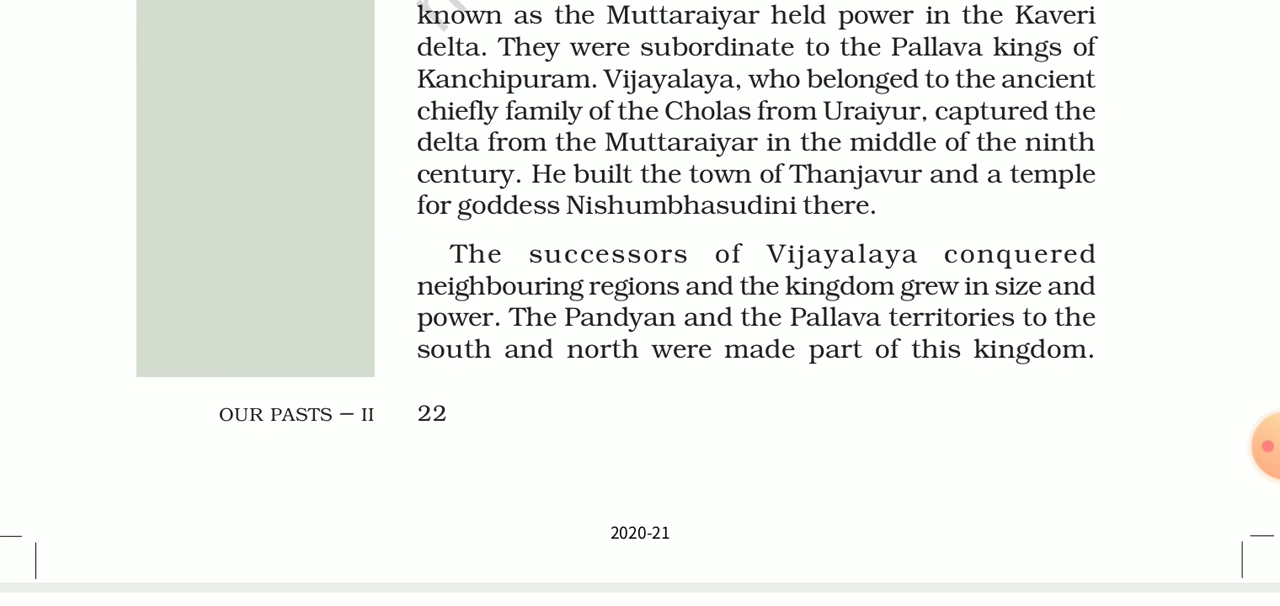 known as the Muttaraiyar held power in the Kaveri
delta. They were subordinate to the Pallava kings of
Kanchipuram. Vijayalaya, who belonged to the ancient
chiefly family of the Cholas from Uraiyur, captured the
delta from the Muttaraiyar in the middle of the ninth
century. He built the town of Thanjavur and a temple
for goddess Nishumbhasudini there.
The successors of Vijayalaya conquered
neighbouring regions and the kingdom grew in size and
power. The Pandyan and the Pallava territories to the
south and north were made part of this kingdom.
OUR PASTS – II 22
2020-21